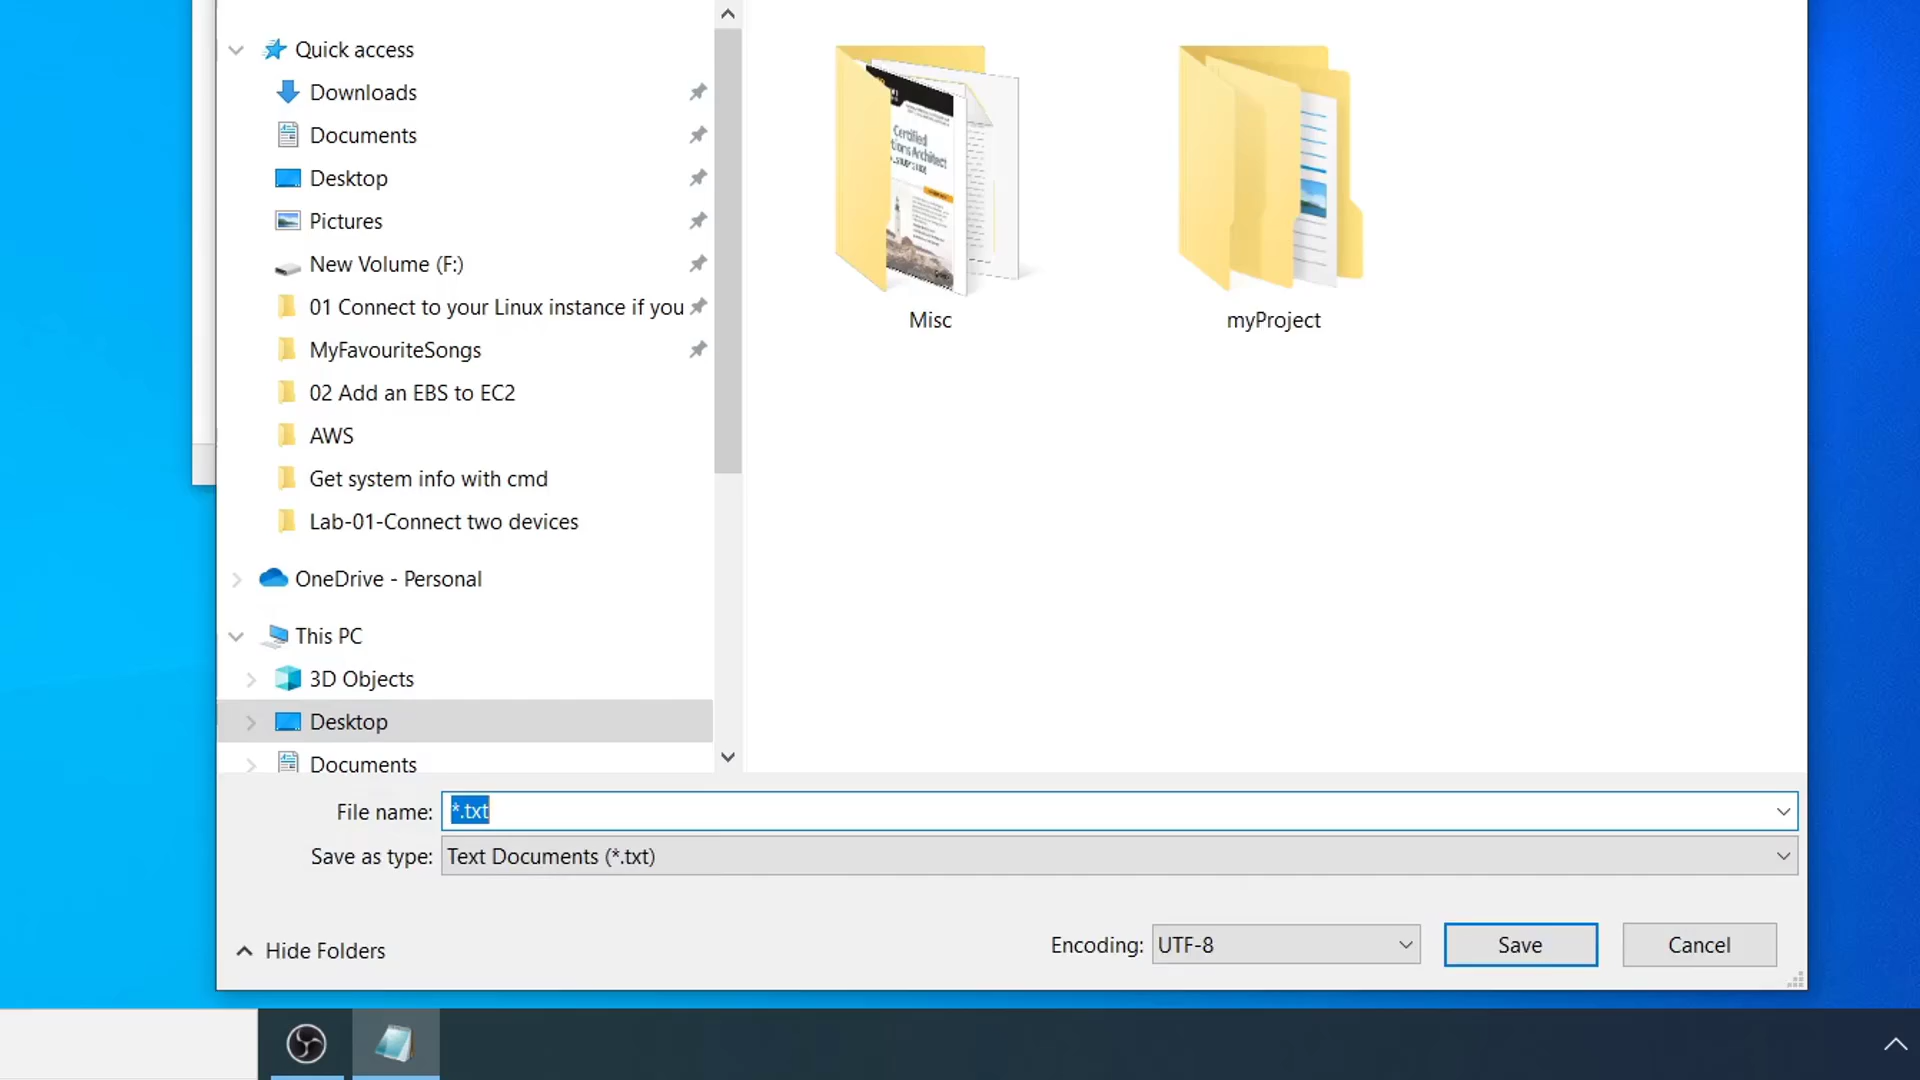 Quick access
Downloads
Documents
Desktop
Pictures
New Volume (F:)
01 Connect to your Linux instance if you
MyFavouriteSongs
02 Add an EBS to EC2
AWS
Get system info with cmd
Lab-01-Connect two devices
OneDrive - Personal
This PC
3D Objects
Desktop
Documents
Certified
Misc
myProject
File name: *.txt
Save as type: Text Documents (*.txt)
Hide Folders
Encoding: UTF-8
Save
Cancel